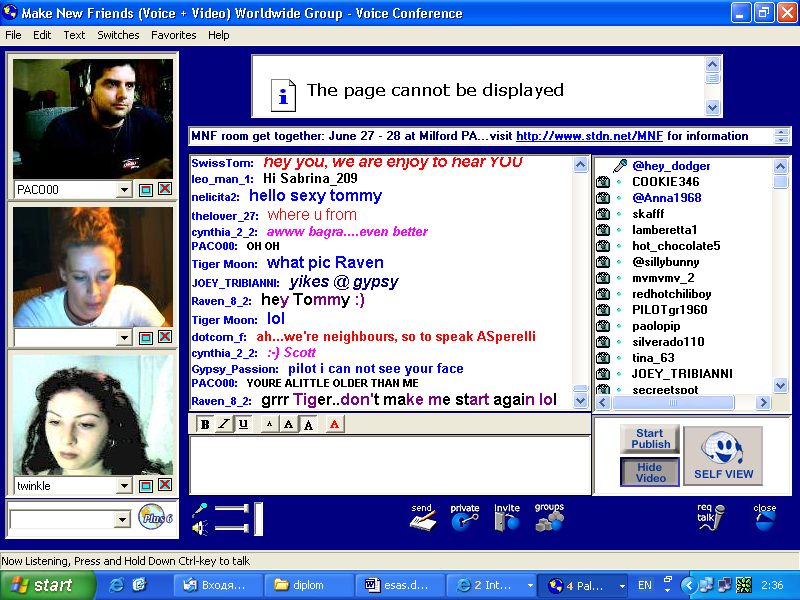 Make New Friends (Voice + Video) Worldwide Group - Voice Conference
File Edit Text Switches Favorites Help
The page cannot be displayed
MNF room get together: June 27 - 28 at Milford PA...visit http://www.stdn.net/MNF for information
PACO00
twinkle
Plus 6
SwissTom: hey you, we are enjoy to hear YOU
leo_man_1: Hi Sabrina_209
nelicita2: hello sexy tommy
thelover_27: where u from
cynthia_2_2: awww bagra....even better
PACO00: OH OH
Tiger Moon: what pic Raven
JOEY_TRIBIANNI: yikes @ gypsy
Raven_8_2: hey Tommy :)
Tiger Moon: lol
dotcorn_f: ah...we're neighbours, so to speak ASperelli
cynthia_2_2: :-) Scott
Gypsy_Passion: pilot i can not see your face
PACO00: YOURE ALITTLE OLDER THAN ME
Raven_8_2: grrr Tiger..don't make me start again lol
@hey_dodger
COOKIE346
@Anna1968
skafff
lamberetta1
hot_chocolate5
@sillybunny
mvmvmv_2
redhotchiliboy
PILOTgr1960
paolopip
silverado110
tina_63
JOEY_TRIBIANNI
secreetspot
B I U A A A A
Start Publish
Hide Video
SELF VIEW
send private invite groups
req talk
close
Now Listening, Press and Hold Down Ctrl-key to talk
start
Входя...
diplom
esas.d...
2 Int...
4 Pal...
EN
2:36